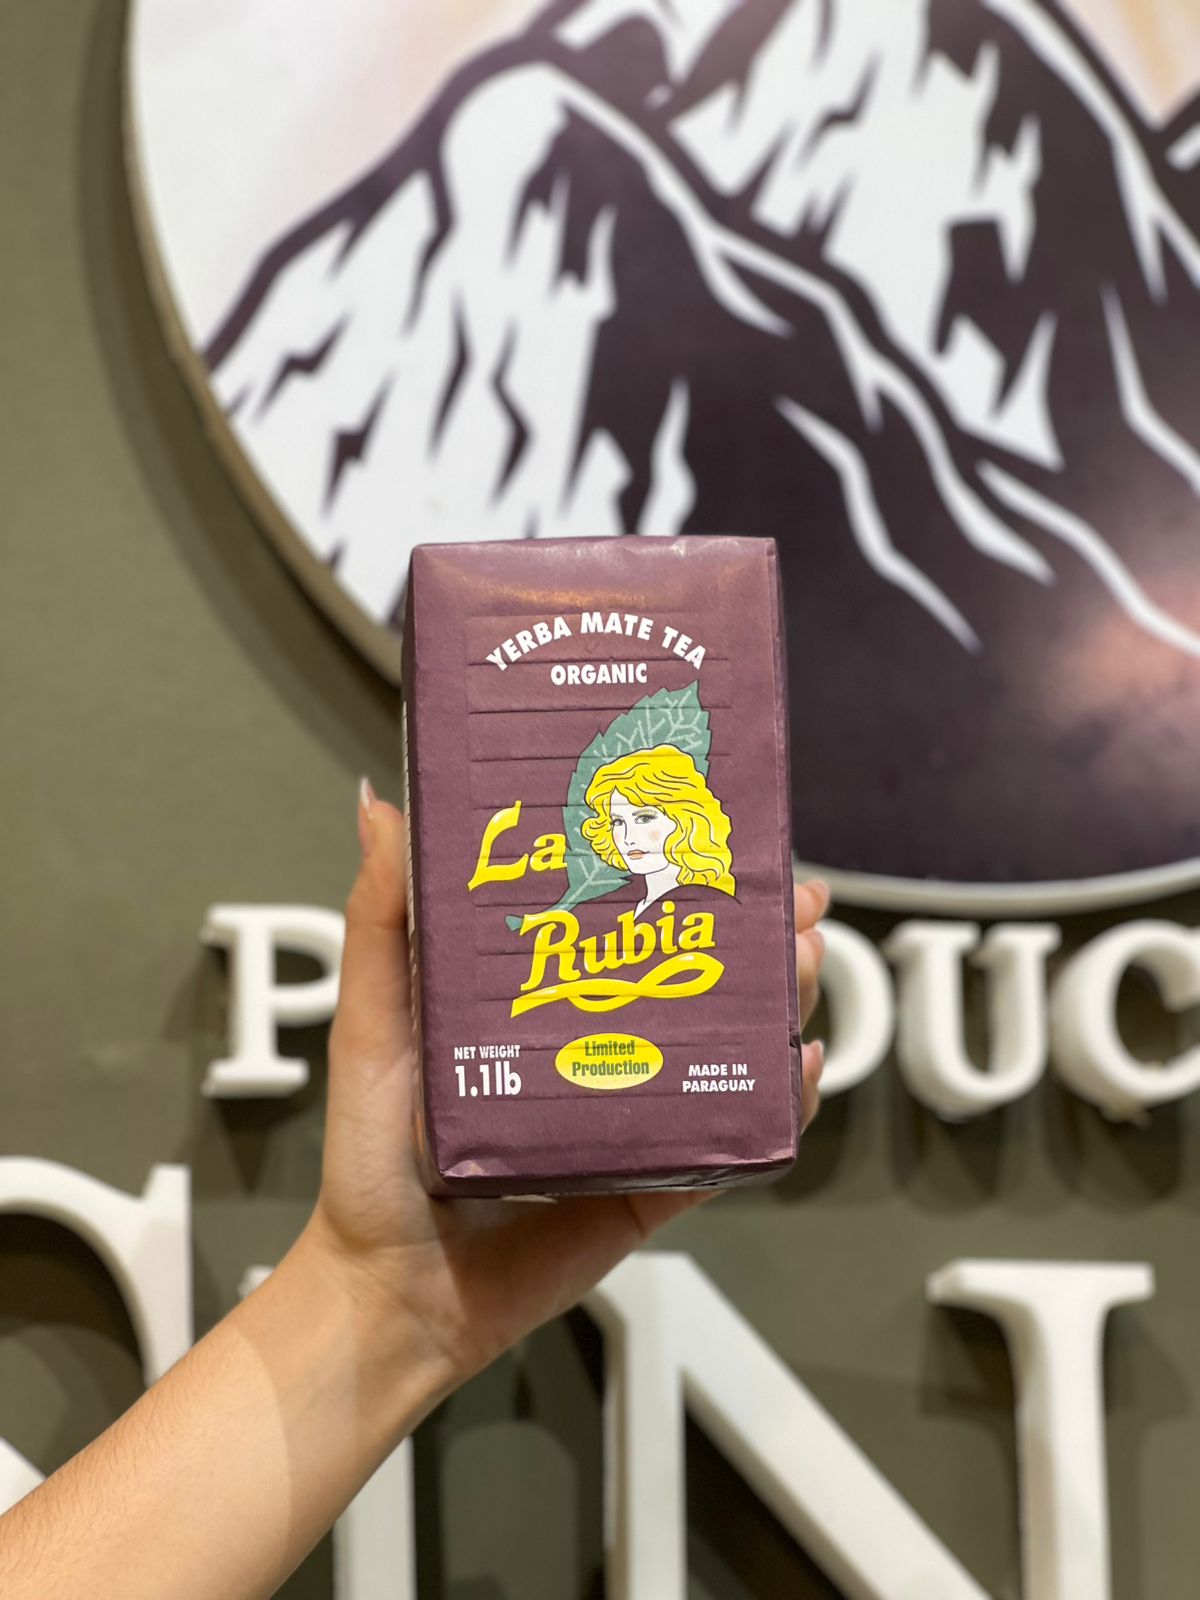 YERBA MATE TEA
ORGANIC
La
Rubia
NET WEIGHT
1.1lb
Limited
Production
MADE IN
PARAGUAY